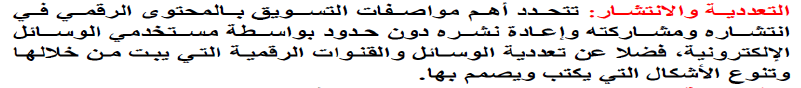 التعددية والانتشار: تتحدد أهم مواصفات التسويق بالمحتوى الرقمي في
انتشاره ومشاركته وإعادة نشره دون حدود بواسطة مستخدمي الوسائل
الإلكترونية، فضلا عن تعددية الوسائل والقنوات الرقمية التي يبث من خلالها
وتنوع الأشكال التي يكتب ويصمم بها.